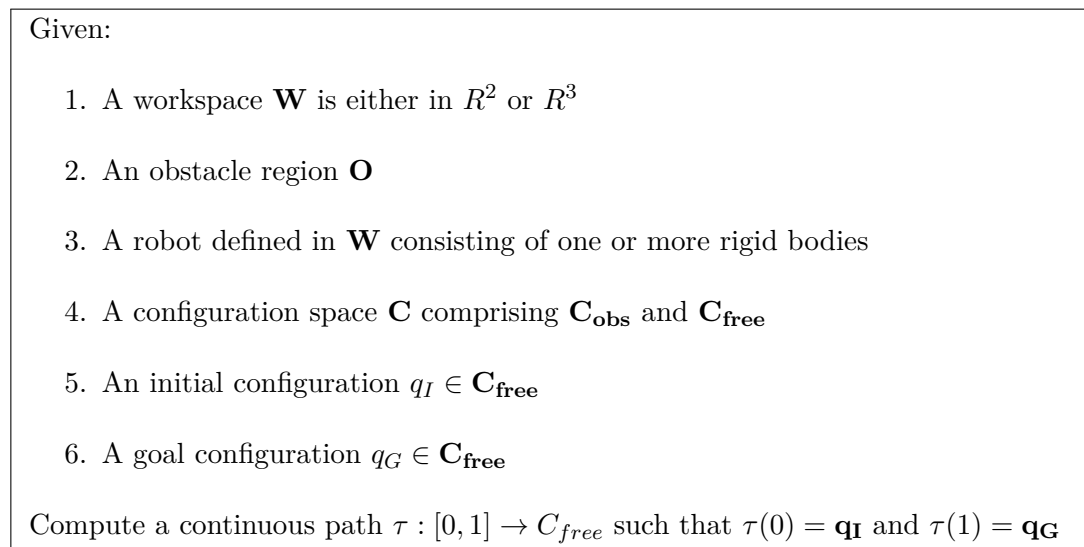 Given:
1. A workspace W is either in R² or R³
2. An obstacle region O
3. A robot defined in W consisting of one or more rigid bodies
4. A configuration space C comprising C_obs and C_free
5. An initial configuration q_I ∈ C_free
6. A goal configuration q_G ∈ C_free
Compute a continuous path τ : [0, 1] → C_free such that τ(0) = q_I and τ(1) = q_G